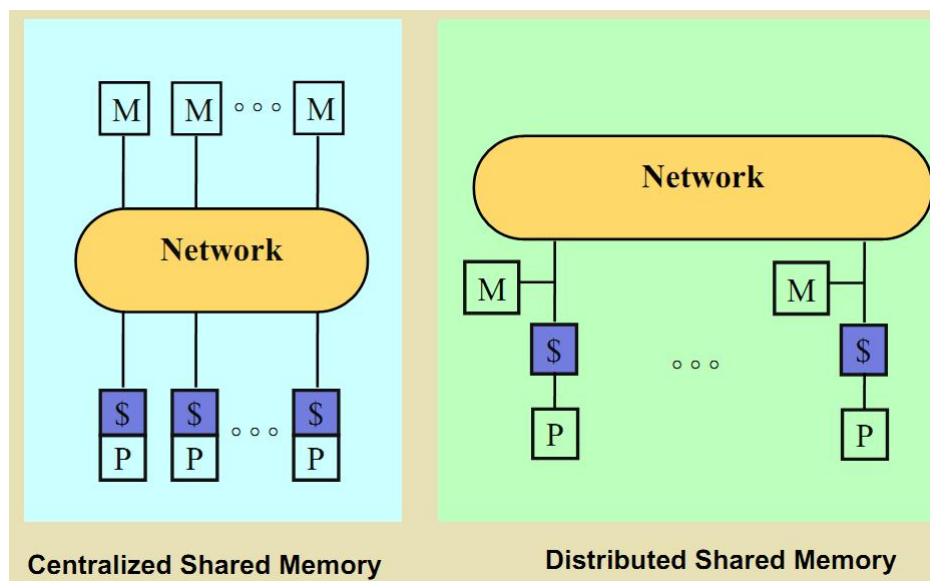 M M ° ° ° M
Network
$ $ ° ° ° $
P P P
Centralized Shared Memory
Network
M M
$ ° ° ° $
P P
Distributed Shared Memory